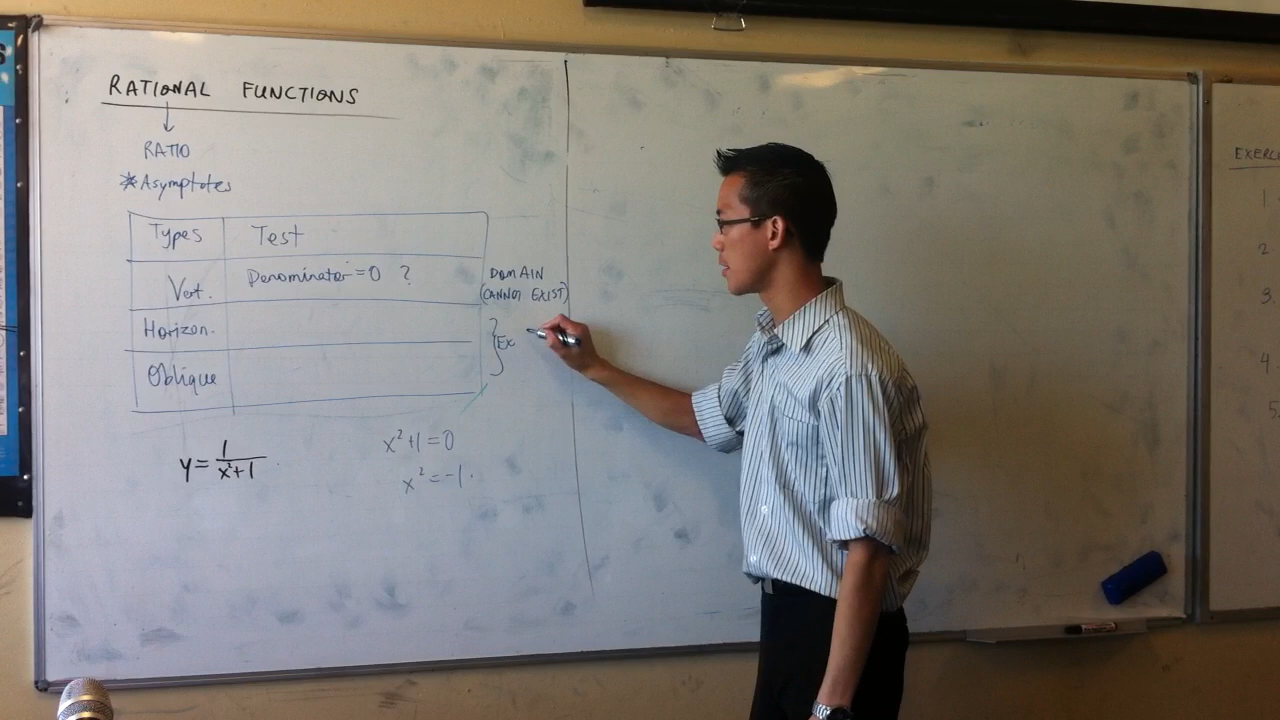 RATIONAL FUNCTIONS
RATIO
*Asymptotes
Types Test
Vert. Denominator = 0 ?
DOMAIN
(CANNOT EXIST)
Horizon.
Ex
Oblique
y = 1/(x²+1)
x²+1=0
x²=-1.
EXERC
1.
2.
3.
4.
5